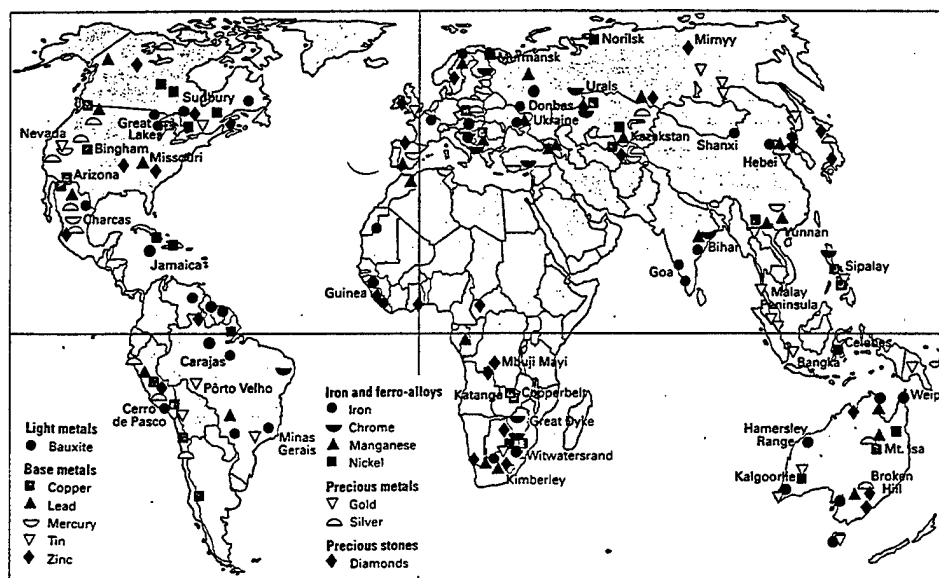 Norilsk
Mirnyy
Murmansk
Sudbury
Urals
Great Lakes
Donbas
Ukraine
Nevada
Kazakstan
Bingham
Missouri
Shanxi
Hebei
Arizona
Charcas
Yunnan
Bihar
Jamaica
Goa
Sipalay
Guinea
Malay
Peninsula
Celebes
Carajas
Mbuji Mayi
Bangka
Pôrto Velho
Katanga
Copperbelt
Weip
Cerro
de Pasco
Great Dyke
Hamersley
Range
Minas
Gerais
Witwatersrand
Mt. Isa
Kimberley
Kalgoorlie
Broken
Hill
Light metals
Bauxite
Base metals
Copper
Lead
Mercury
Tin
Zinc
Iron and ferro-alloys
Iron
Chrome
Manganese
Nickel
Precious metals
Gold
Silver
Precious stones
Diamonds